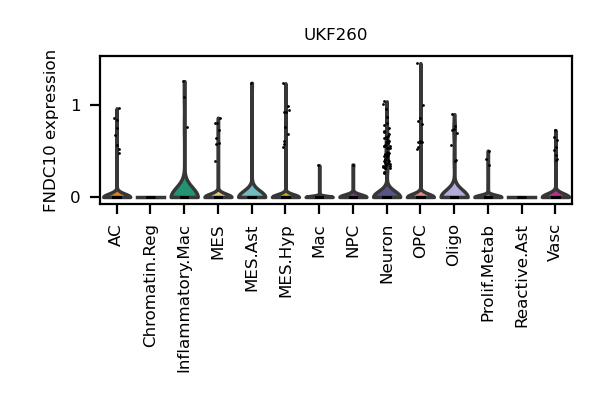 UKF260
FNDC10 expression
1
0
AC
Chromatin.Reg
Inflammatory.Mac
MES
MES.Ast
MES.Hyp
Mac
NPC
Neuron
OPC
Oligo
Prolif.Metab
Reactive.Ast
Vasc